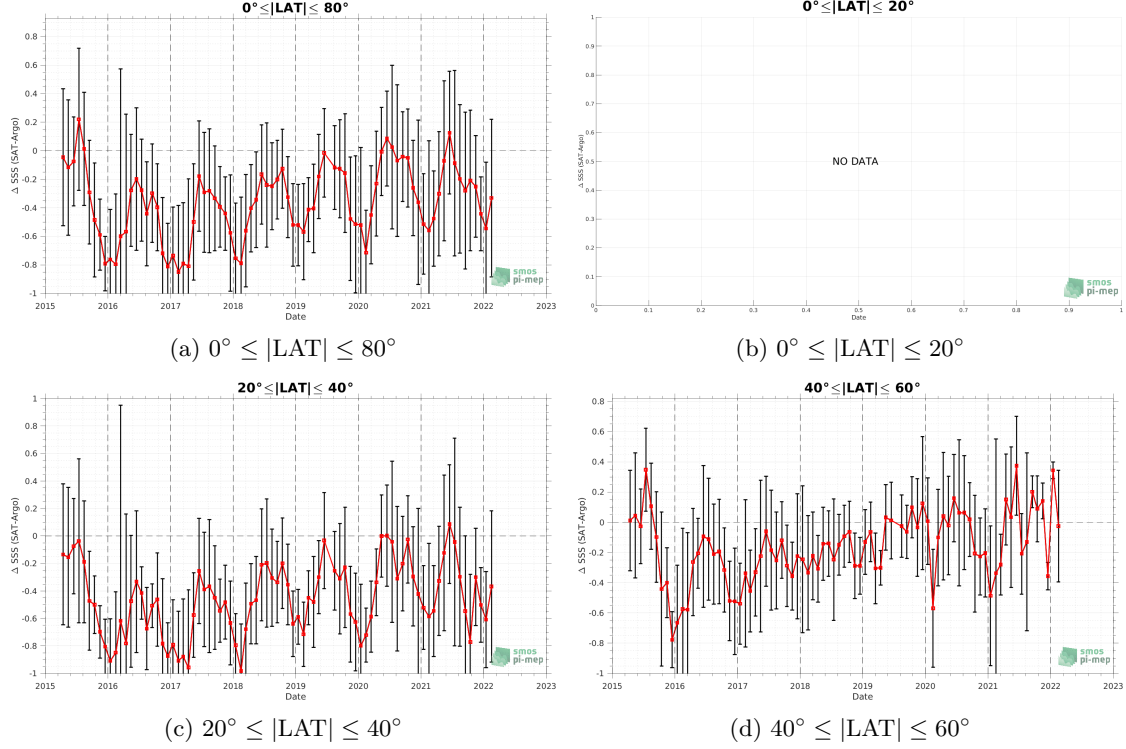 0°≤|LAT|≤ 80°
Δ SSS (SAT-Argo)
0.8
0.6
0.4
0.2
0
-0.2
-0.4
-0.6
-0.8
-1
2015 2016 2017 2018 2019 2020 2021 2022 2023
Date
smos
pi-mep
(a) 0° ≤ |LAT| ≤ 80°
0°≤|LAT|≤ 20°
Δ SSS (SAT-Argo)
1
0.9
0.8
0.7
0.6
0.5
0.4
0.3
0.2
0.1
0
NO DATA
0 0.1 0.2 0.3 0.4 0.5 0.6 0.7 0.8 0.9 1
Date
smos
pi-mep
(b) 0° ≤ |LAT| ≤ 20°
20°≤|LAT|≤ 40°
Δ SSS (SAT-Argo)
1
0.8
0.6
0.4
0.2
0
-0.2
-0.4
-0.6
-0.8
-1
2015 2016 2017 2018 2019 2020 2021 2022 2023
Date
smos
pi-mep
(c) 20° ≤ |LAT| ≤ 40°
40°≤|LAT|≤ 60°
Δ SSS (SAT-Argo)
0.8
0.6
0.4
0.2
0
-0.2
-0.4
-0.6
-0.8
-1
2015 2016 2017 2018 2019 2020 2021 2022 2023
Date
smos
pi-mep
(d) 40° ≤ |LAT| ≤ 60°